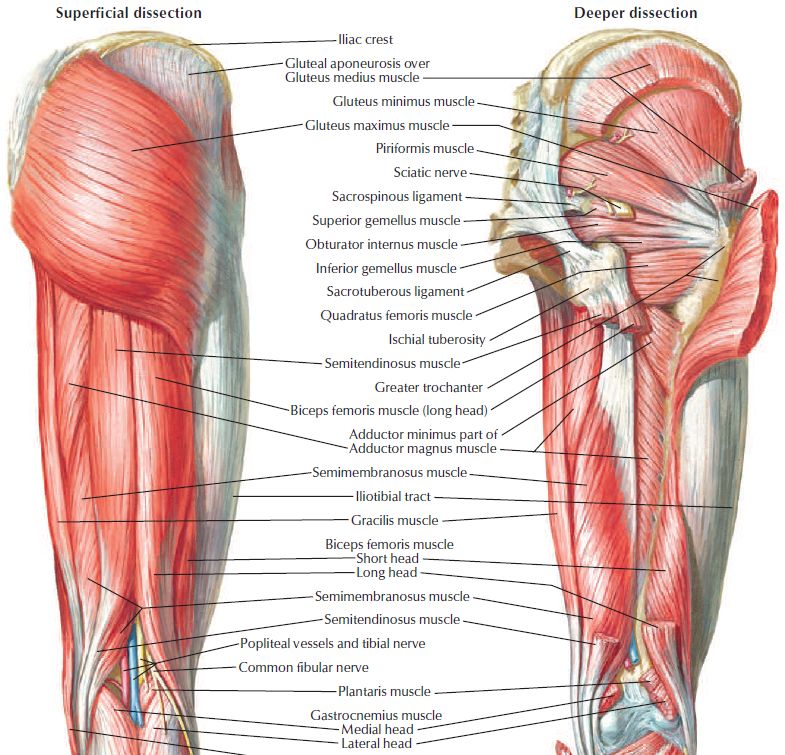 Superficial dissection
Deeper dissection
Iliac crest
Gluteal aponeurosis over
Gluteus medius muscle
Gluteus minimus muscle
Gluteus maximus muscle
Piriformis muscle
Sciatic nerve
Sacrospinous ligament
Superior gemellus muscle
Obturator internus muscle
Inferior gemellus muscle
Sacrotuberous ligament
Quadratus femoris muscle
Ischial tuberosity
Semitendinosus muscle
Greater trochanter
Biceps femoris muscle (long head)
Adductor minimus part of
Adductor magnus muscle
Semimembranosus muscle
Iliotibial tract
Gracilis muscle
Biceps femoris muscle
Short head
Long head
Semimembranosus muscle
Semitendinosus muscle
Popliteal vessels and tibial nerve
Common fibular nerve
Plantaris muscle
Gastrocnemius muscle
Medial head
Lateral head